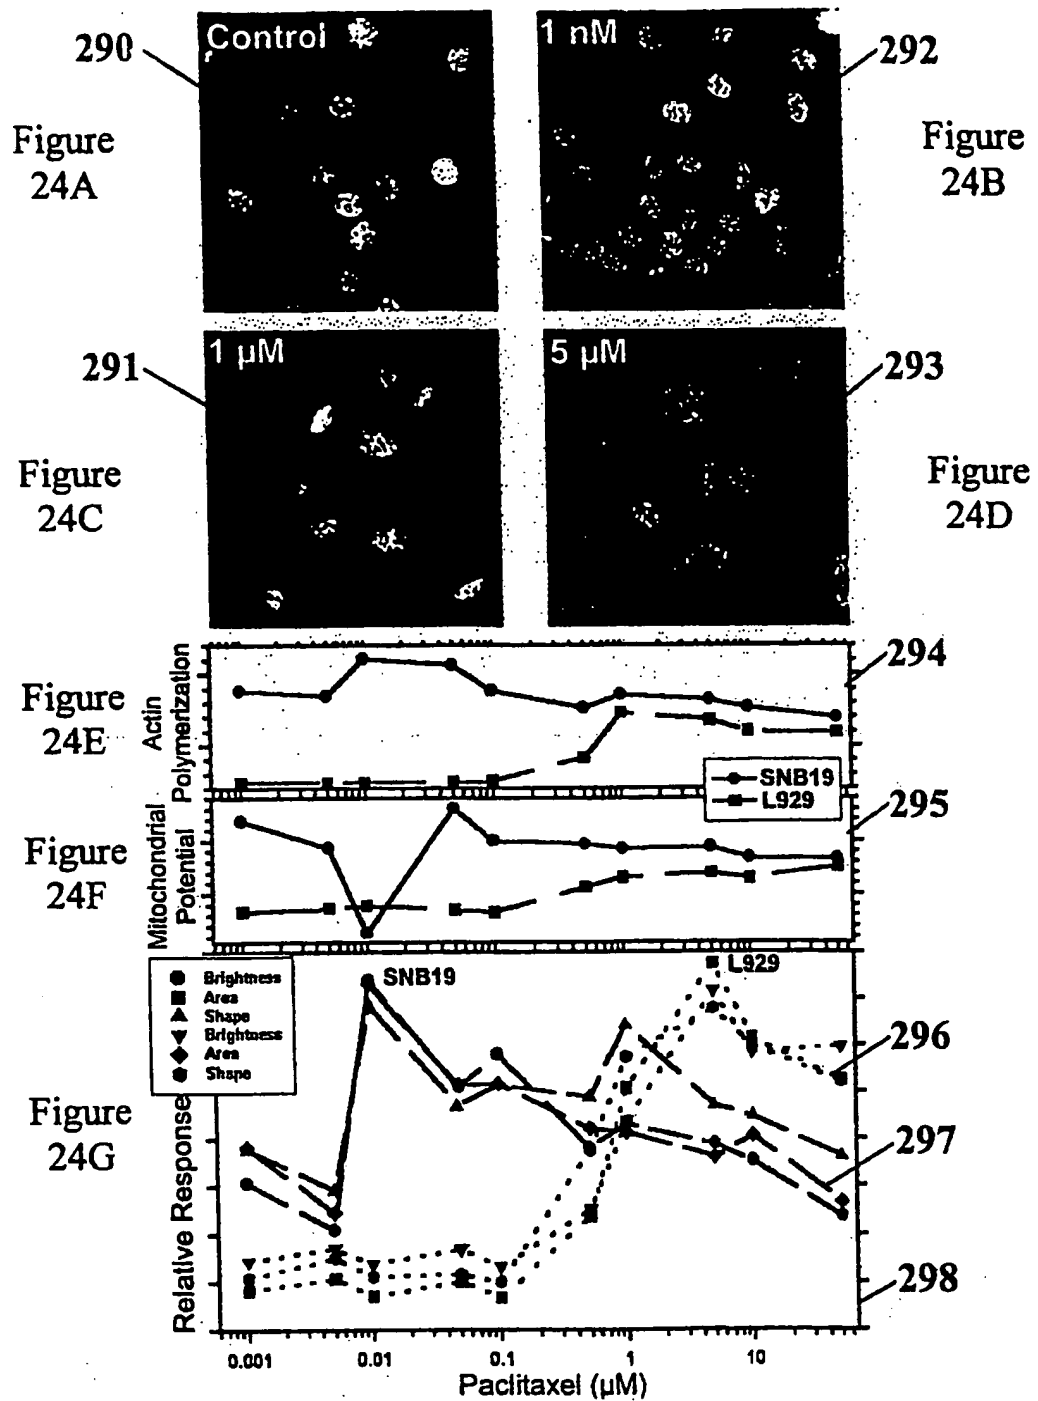 290
Control
1 nM
292
Figure
24A
Figure
24B
291
1 µM
5 µM
293
Figure
24C
Figure
24D
294
Figure
24E
Actin
Polymerization
SNB19
L929
295
Figure
24F
Mitochondrial
Potential
Brightness
Area
Shape
Brightness
Area
Shape
SNB19
L929
296
Figure
24G
297
Relative Response
298
0.001
0.01
0.1
1
10
Paclitaxel (µM)